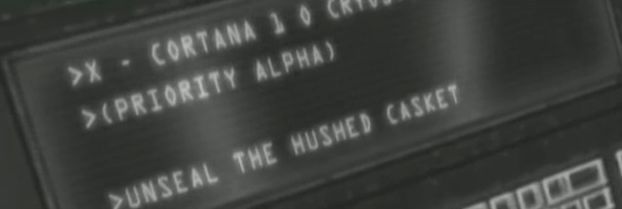 >X - CORTANA 1 0
>(PRIORITY ALPHA)
>UNSEAL THE HUSHED CASKET